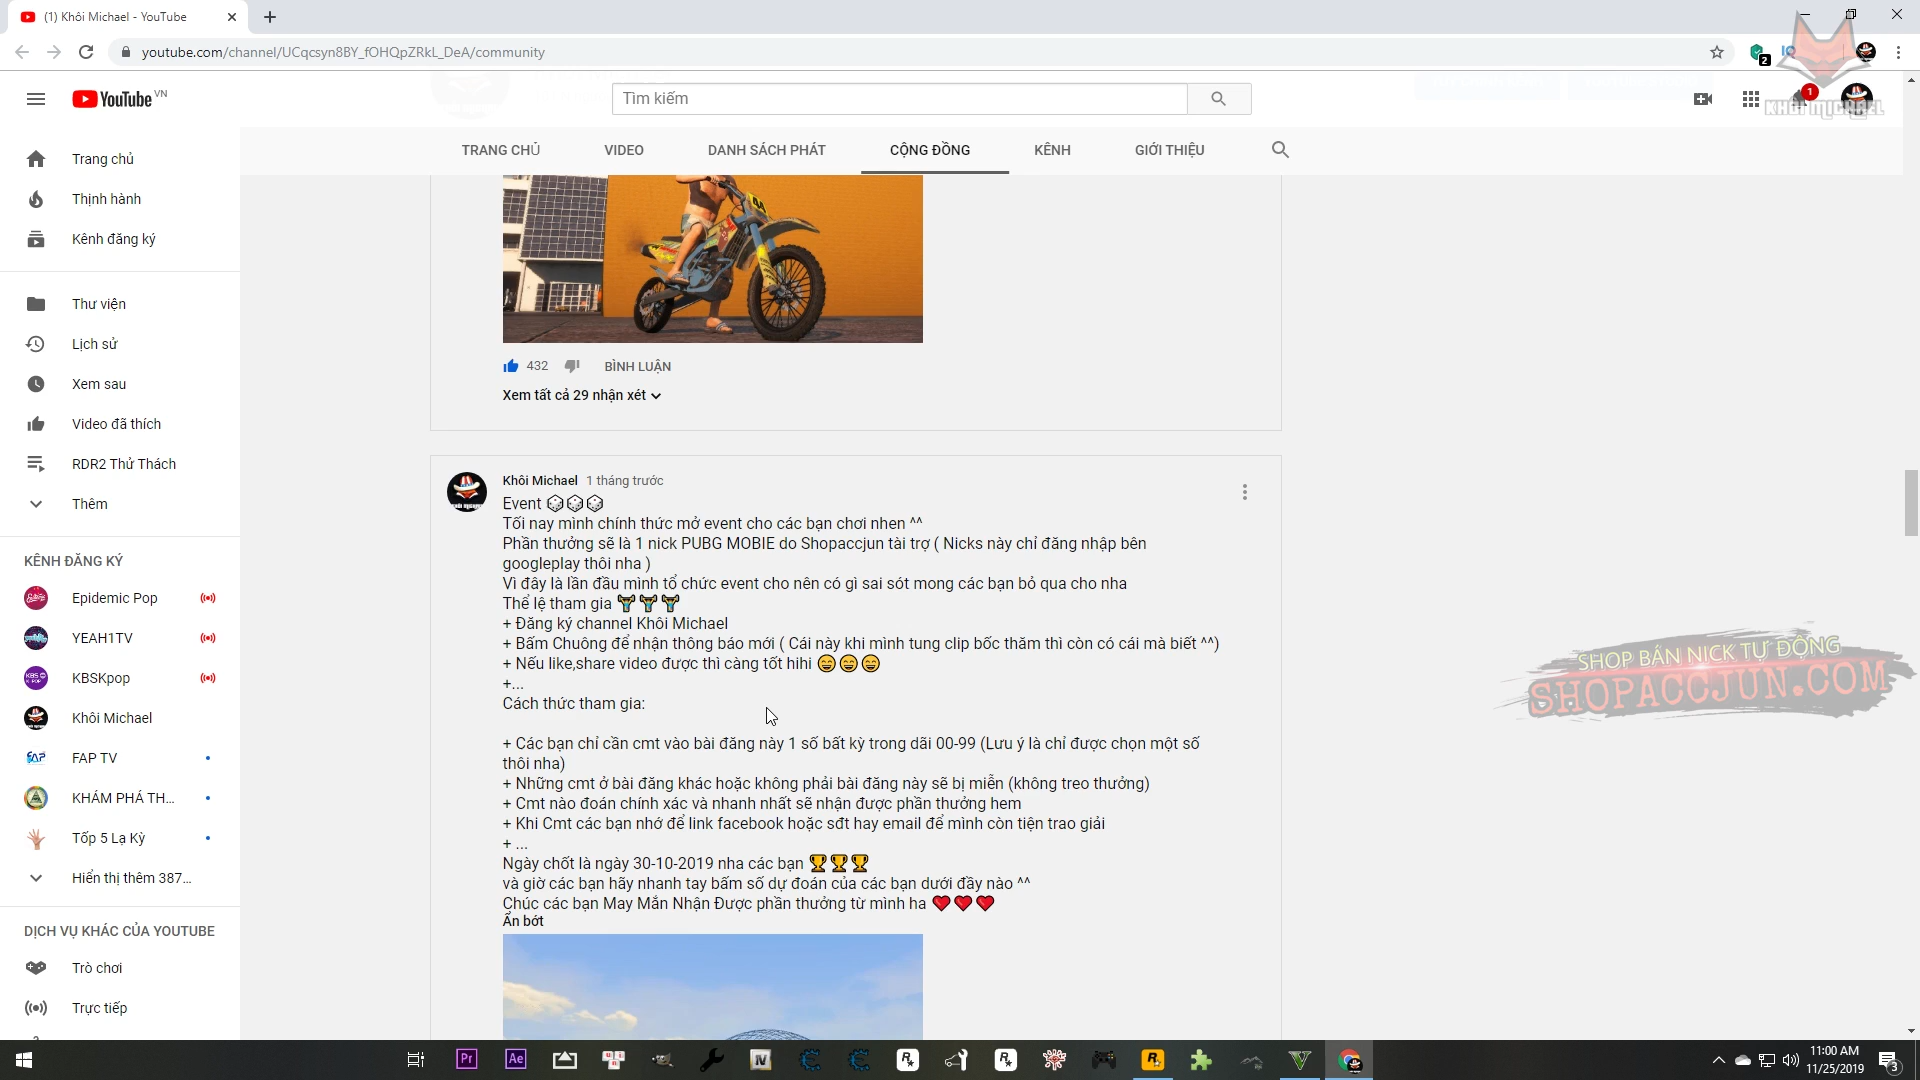 (1) Khôi Michael - YouTube
youtube.com/channel/UCqcsyn8BY_fOHQpZRkL_DeA/community
2
YouTube VN
Tìm kiếm
1
KHÔI MICHAEL
TRANG CHỦ
VIDEO
DANH SÁCH PHÁT
CỘNG ĐỒNG
KÊNH
GIỚI THIỆU
Trang chủ
Thịnh hành
Kênh đăng ký
Thư viện
Lịch sử
Xem sau
Video đã thích
RDR2 Thử Thách
Thêm
KÊNH ĐĂNG KÝ
Epidemic Pop
YEAH1TV
KBSKpop
Khôi Michael
FAP TV
KHÁM PHÁ TH...
Tốp 5 Lạ Kỳ
Hiển thị thêm 387...
DỊCH VỤ KHÁC CỦA YOUTUBE
Trò chơi
Trực tiếp
432
BÌNH LUẬN
Xem tất cả 29 nhận xét
Khôi Michael 1 tháng trước
Event 🎲🎲🎲
Tối nay mình chính thức mở event cho các bạn chơi nhen ^^
Phần thưởng sẽ là 1 nick PUBG MOBIE do Shopaccjun tài trợ ( Nicks này chỉ đăng nhập bên
googleplay thôi nha )
Vì đây là lần đầu mình tổ chức event cho nên có gì sai sót mong các bạn bỏ qua cho nha
Thể lệ tham gia
+ Đăng ký channel Khôi Michael
+ Bấm Chuông để nhận thông báo mới ( Cái này khi mình tung clip bốc thăm thì còn có cái mà biết ^^)
+ Nếu like,share video được thì càng tốt hihi 😄😄😄
+...
Cách thức tham gia:
+ Các bạn chỉ cần cmt vào bài đăng này 1 số bất kỳ trong dãi 00-99 (Lưu ý là chỉ được chọn một số
thôi nha)
+ Những cmt ở bài đăng khác hoặc không phải bài đăng này sẽ bị miễn (không treo thưởng)
+ Cmt nào đoán chính xác và nhanh nhất sẽ nhận được phần thưởng hem
+ Khi Cmt các bạn nhớ để link facebook hoặc sđt hay email để mình còn tiện trao giải
+ ...
Ngày chốt là ngày 30-10-2019 nha các bạn 🏆🏆🏆
và giờ các bạn hãy nhanh tay bấm số dự đoán của các bạn dưới đầy nào ^^
Chúc các bạn May Mắn Nhận Được phần thưởng từ mình ha ❤❤❤
Ẩn bớt
SHOP BÁN NICK TỰ ĐỘNG
SHOPACCJUN.COM
Pr
Ae
IV
11:00 AM
11/25/2019
3